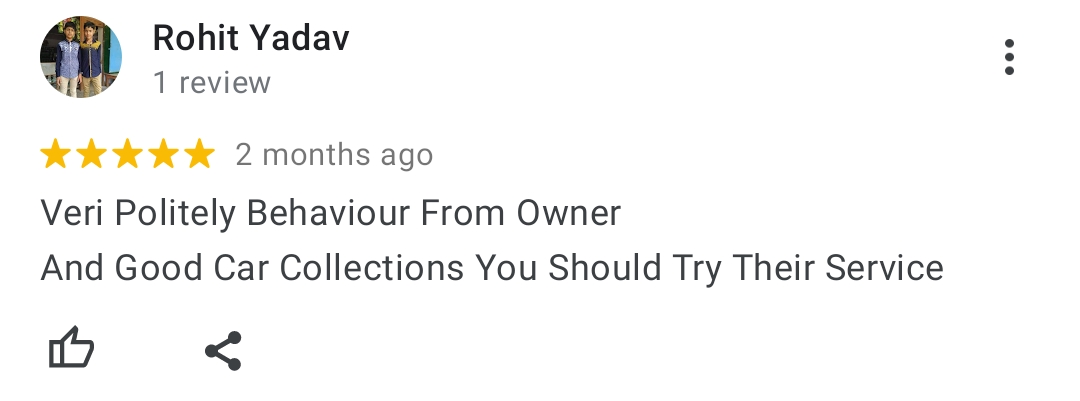 Rohit Yadav
1 review
2 months ago
Veri Politely Behaviour From Owner
And Good Car Collections You Should Try Their Service